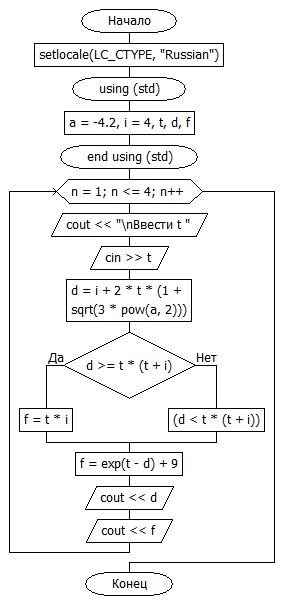 Начало
setlocale(LC_CTYPE, "Russian")
using (std)
a = -4.2, i = 4, t, d, f
end using (std)
n = 1; n <= 4; n++
cout << "\nВвести t "
cin >> t
d = i + 2 * t * (1 +
sqrt(3 * pow(a, 2)))
Да
Нет
d >= t * (t + i)
f = t * i
(d < t * (t + i))
f = exp(t - d) + 9
cout << d
cout << f
Конец